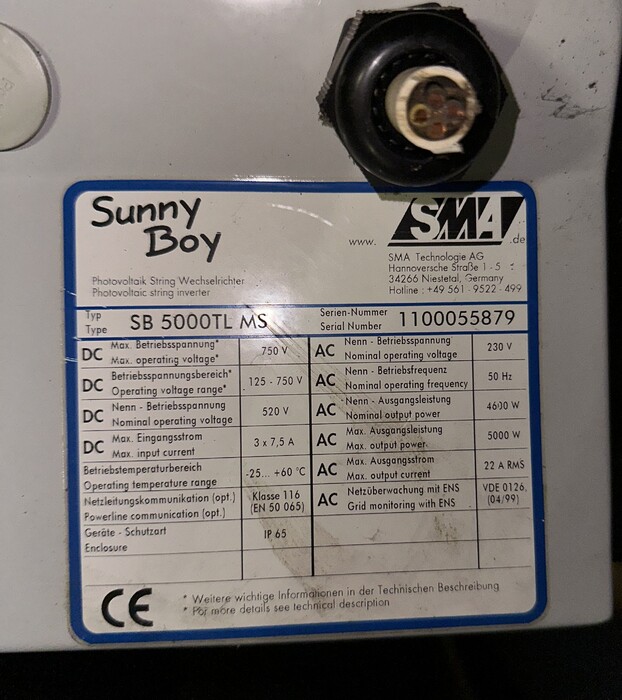 Sunny
Boy
www. SMA .de
SMA Technologie AG
Hannoversche Straße 1 - 5
34266 Niestetal, Germany
Hotline : +49 561 - 9522 - 499
Photovoltaik String Wechselrichter
Photovoltaic string inverter
Typ
Type SB 5000TL MS
Serien-Nummer
Serial Number 1100055879
DC Max. Betriebsspannung*
Max. operating voltage* 750 V
AC Nenn - Betriebsspannung
Nominal operating voltage 230 V
DC Betriebsspannungsbereich*
Operating voltage range* 125 - 750 V
AC Nenn - Betriebsfrequenz
Nominal operating frequency 50 Hz
DC Nenn - Betriebsspannung
Nominal operating voltage 520 V
AC Nenn - Ausgangsleistung
Nominal output power 4600 W
DC Max. Eingangsstrom
Max. input current 3 x 7,5 A
AC Max. Ausgangsleistung
Max. output power 5000 W
Betriebstemperaturbereich
Operating temperature range -25... +60 °C
AC Max. Ausgangsstrom
Max. output current 22 A RMS
Netzleitungskommunikation (opt.) Klasse 116
Powerline communication (opt.) (EN 50 065)
AC Netzüberwachung mit ENS VDE 0126,
Grid monitoring with ENS (04/99)
Geräte - Schutzart
Enclosure IP 65
CE
* Weitere wichtige Informationen in der Technischen Beschreibung
* For more details see technical description